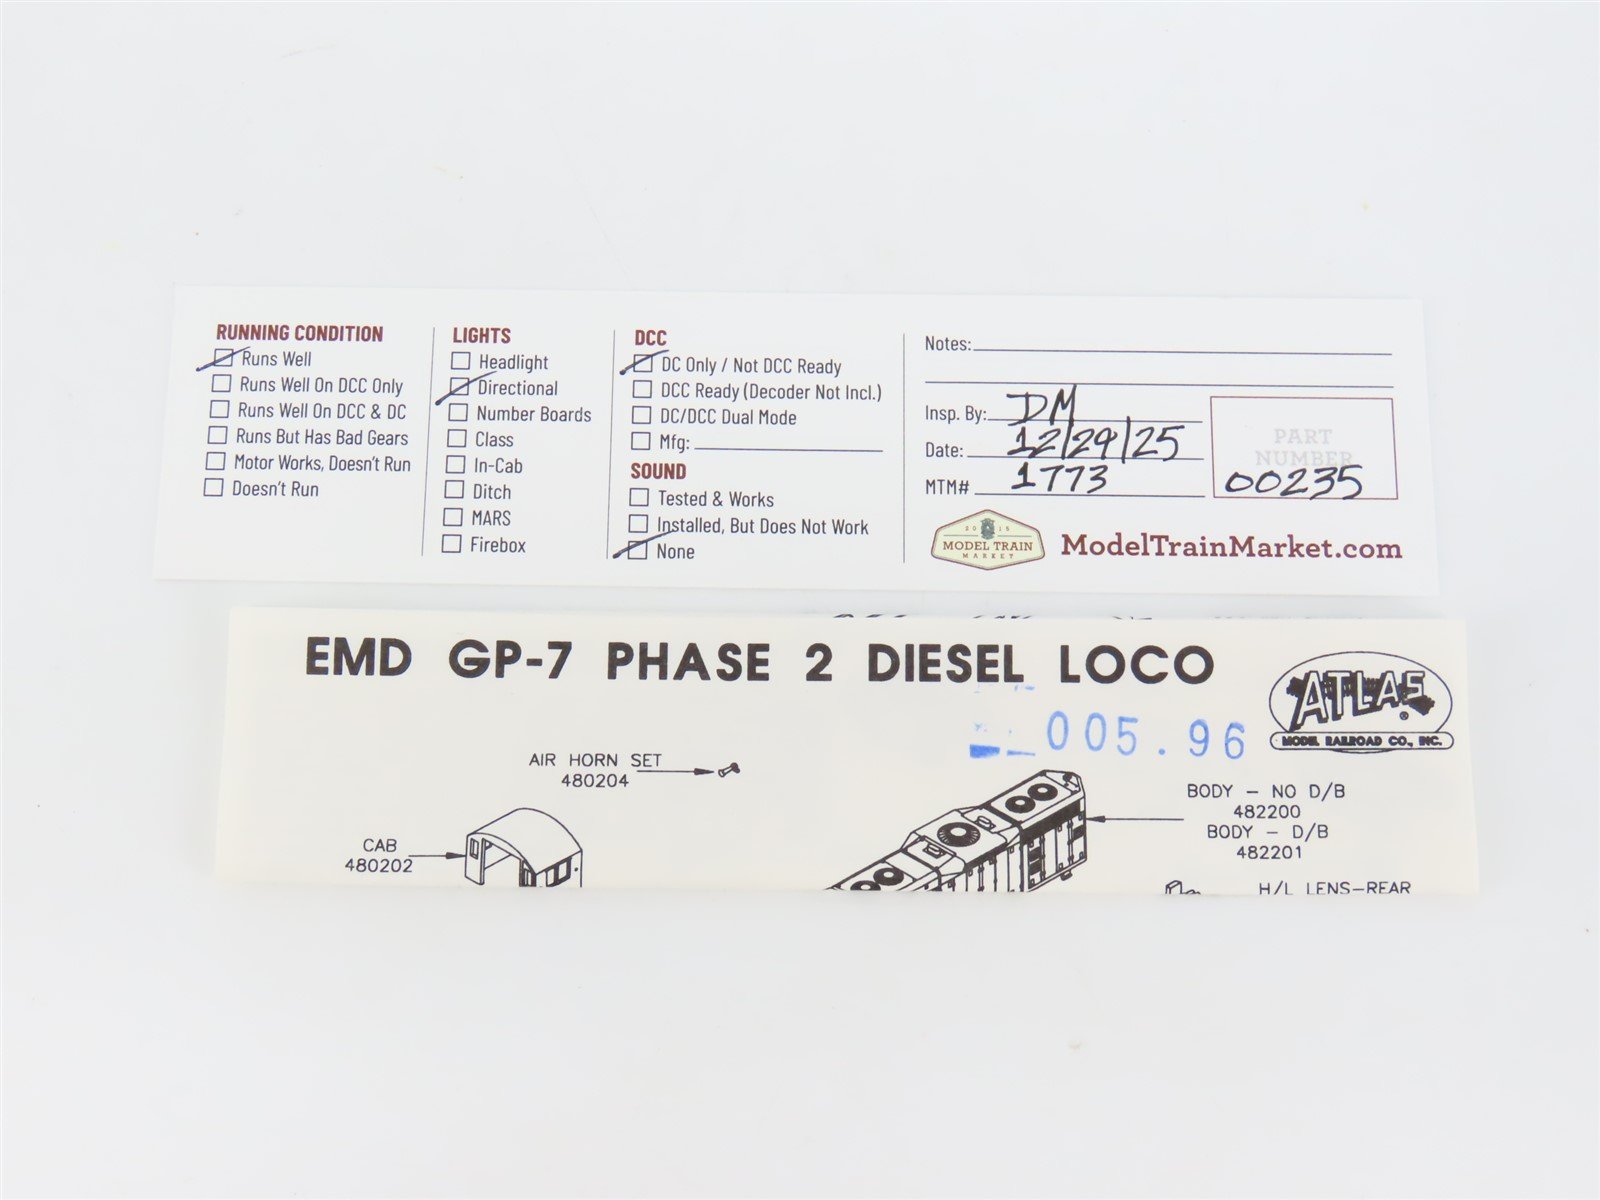 RUNNING CONDITION
Runs Well
Runs Well On DCC Only
Runs Well On DCC & DC
Runs But Has Bad Gears
Motor Works, Doesn't Run
Doesn't Run
LIGHTS
Headlight
Directional
Number Boards
Class
In-Cab
Ditch
MARS
Firebox
DCC
DC Only / Not DCC Ready
DCC Ready (Decoder Not Incl.)
DC/DCC Dual Mode
Mfg:
SOUND
Tested & Works
Installed, But Does Not Work
None
Notes:
Insp. By: DM
Date: 12/29/25
MTM# 1773
PART
NUMBER
00235
2015
MODEL TRAIN
MARKET
ModelTrainMarket.com
EMD GP-7 PHASE 2 DIESEL LOCO
ATLAS
®
MODEL RAILROAD CO., INC.
005.96
AIR HORN SET
480204
CAB
480202
BODY - NO D/B
482200
BODY - D/B
482201
H/L LENS-REAR